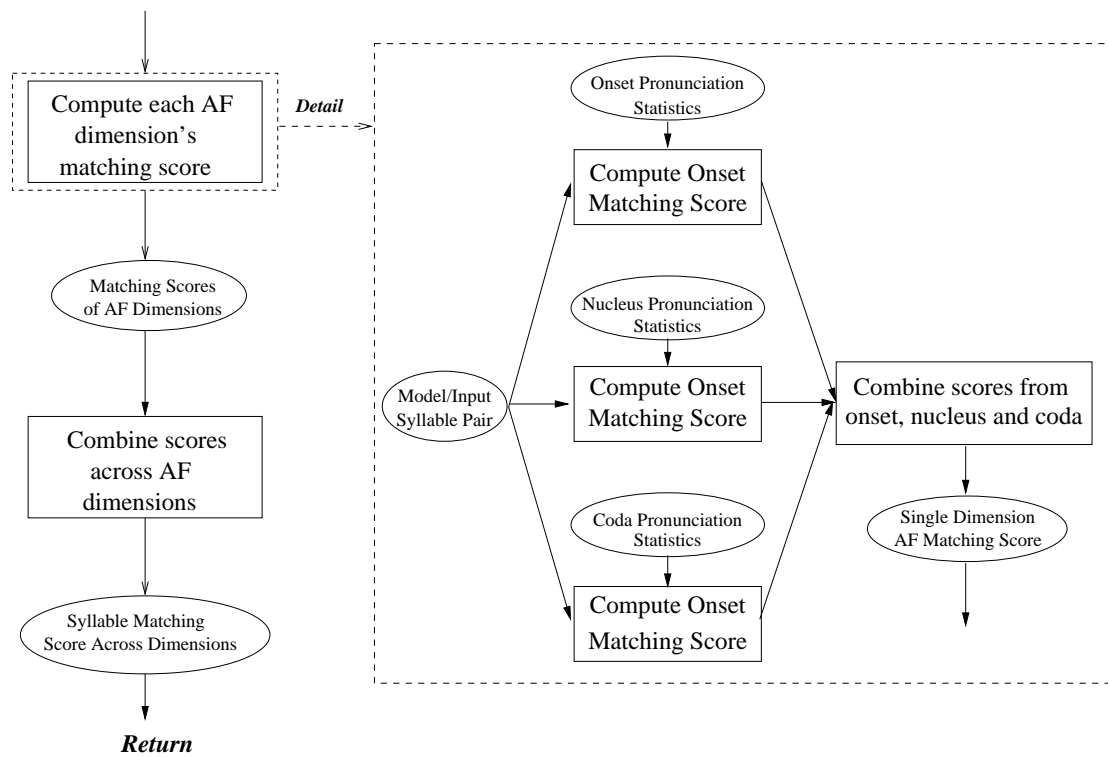 Compute each AF
dimension's
matching score
Detail
Matching Scores
of AF Dimensions
Combine scores
across AF
dimensions
Syllable Matching
Score Across Dimensions
Return
Onset Pronunciation
Statistics
Compute Onset
Matching Score
Nucleus Pronunciation
Statistics
Model/Input
Syllable Pair
Compute Onset
Matching Score
Coda Pronunciation
Statistics
Compute Onset
Matching Score
Combine scores from
onset, nucleus and coda
Single Dimension
AF Matching Score